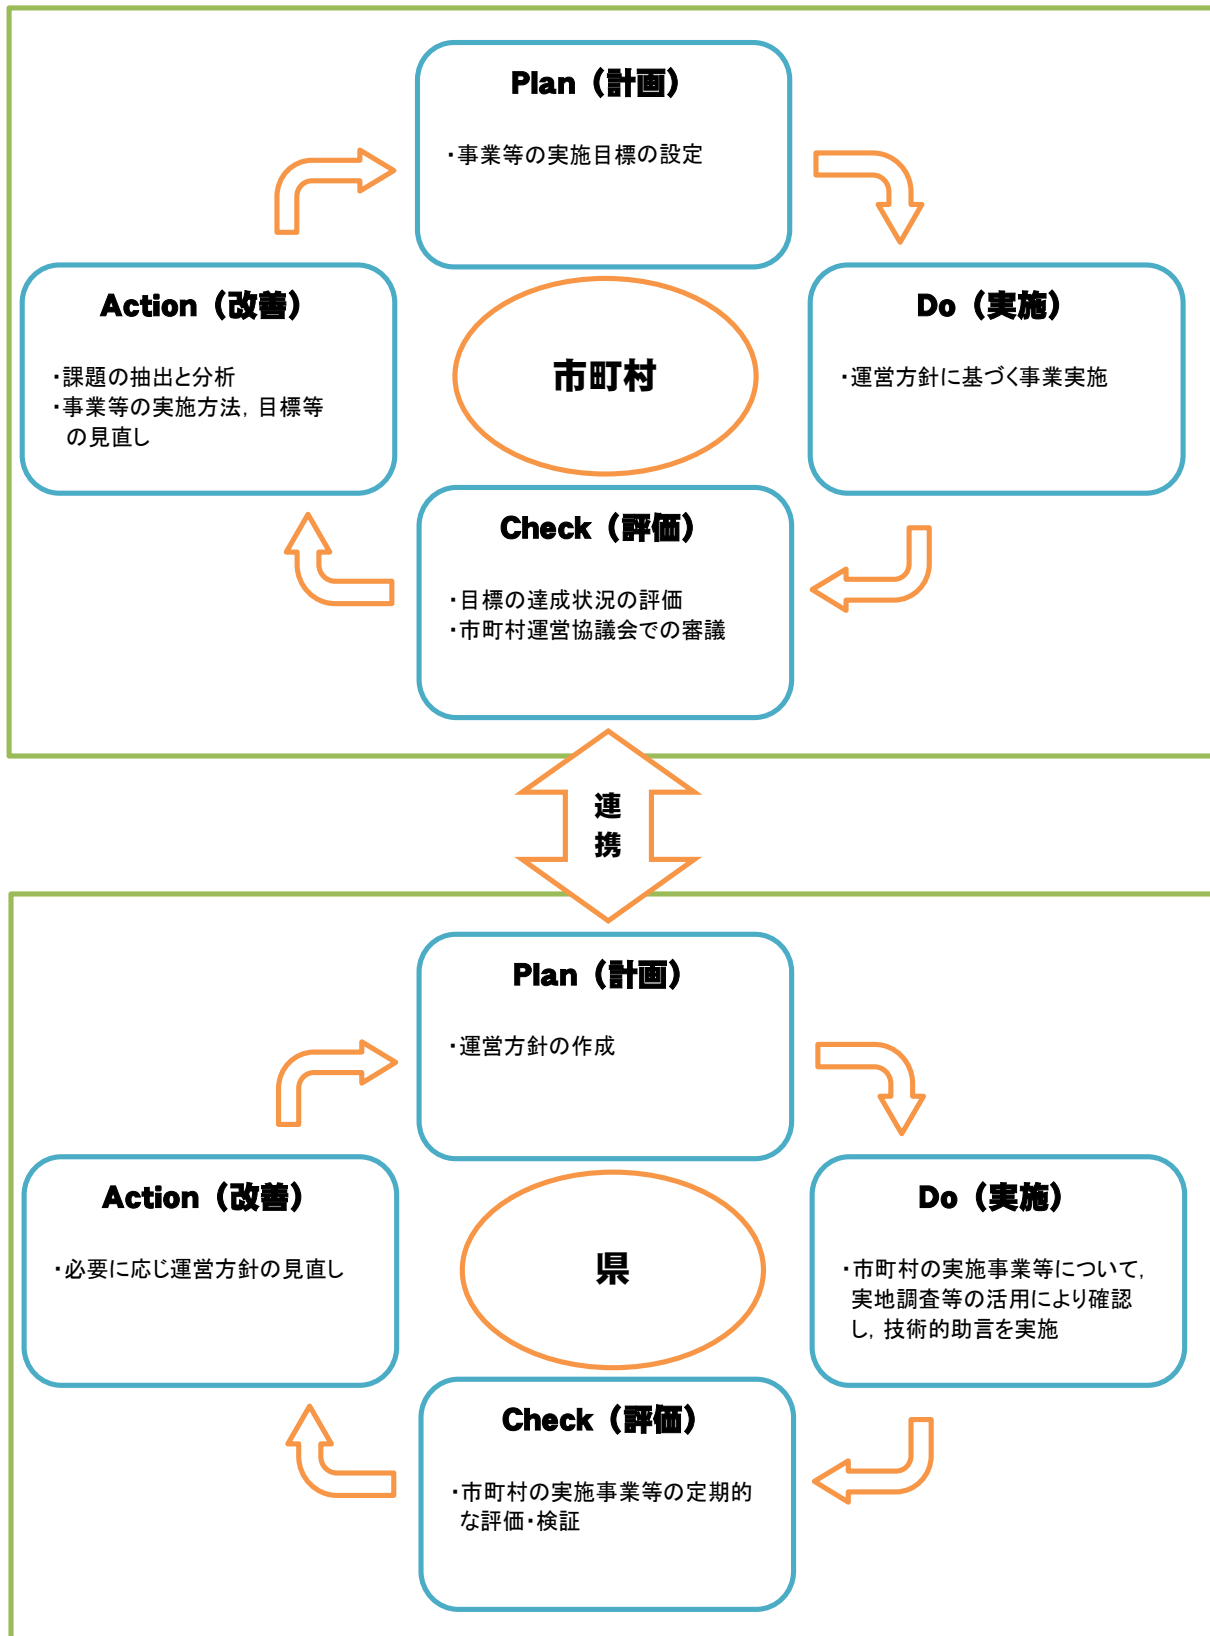 Plan（計画）
・事業等の実施目標の設定
Action（改善）
・課題の抽出と分析
・事業等の実施方法，目標等
の見直し
市町村
Do（実施）
・運営方針に基づく事業実施
Check（評価）
・目標の達成状況の評価
・市町村運営協議会での審議
連
携
Plan（計画）
・運営方針の作成
Action（改善）
・必要に応じ運営方針の見直し
県
Do（実施）
・市町村の実施事業等について，
実地調査等の活用により確認
し，技術的助言を実施
Check（評価）
・市町村の実施事業等の定期的
な評価・検証